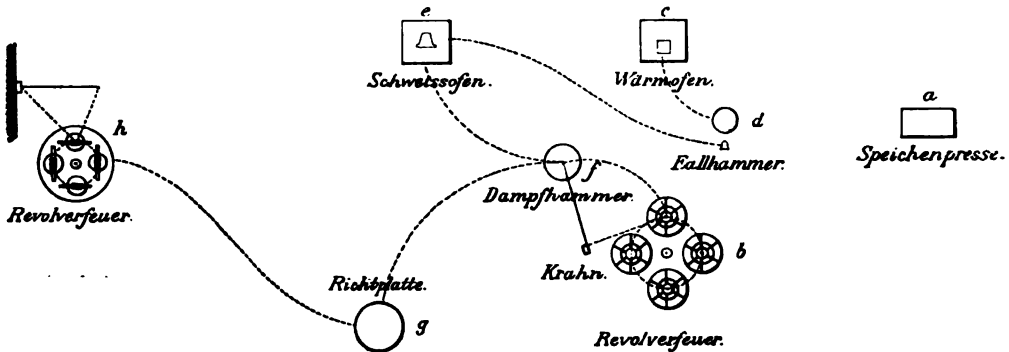 e
c
Schweissofen.
Wärmofen.
a
h
d
Fallhammer.
Speichenpresse.
f
Dampfhammer.
Revolverfeuer.
b
Krahn.
Richtplatte.
g
Revolverfeuer.